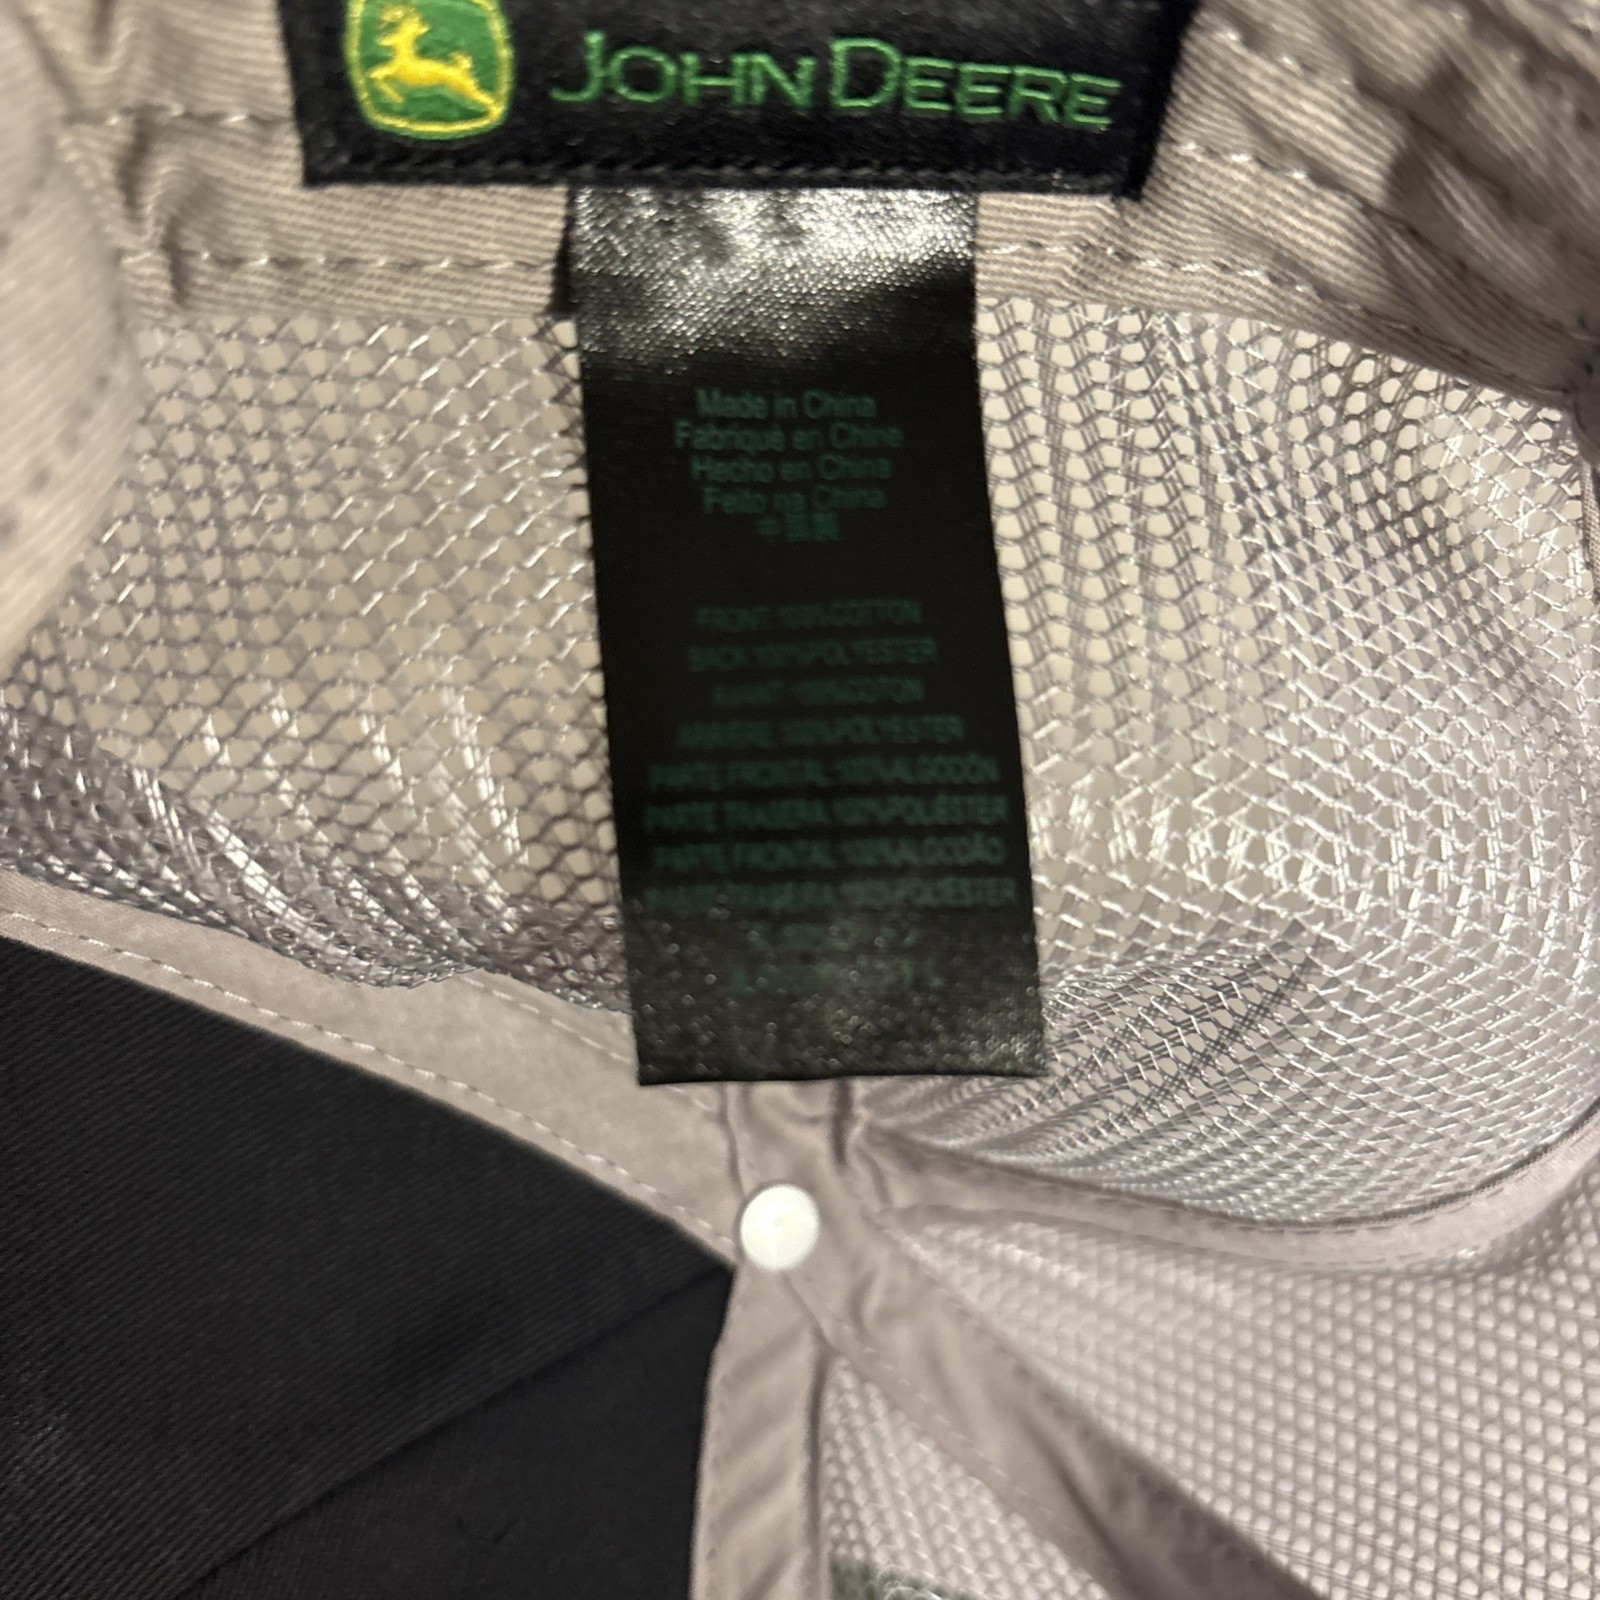 JOHN DEERE
Made in China
Fabriqué en Chine
Hecho en China
Feito na China
FRONT: 100% COTTON
BACK: 100% POLYESTER
AVANT: 100% COTON
ARRIÈRE: 100% POLYESTER
PARTE FRONTAL: 100% ALGODÓN
PARTE TRASERA: 100% POLIÉSTER
PARTE FRONTAL: 100% ALGODÃO
PARTE TRASEIRA: 100% POLIÉSTER